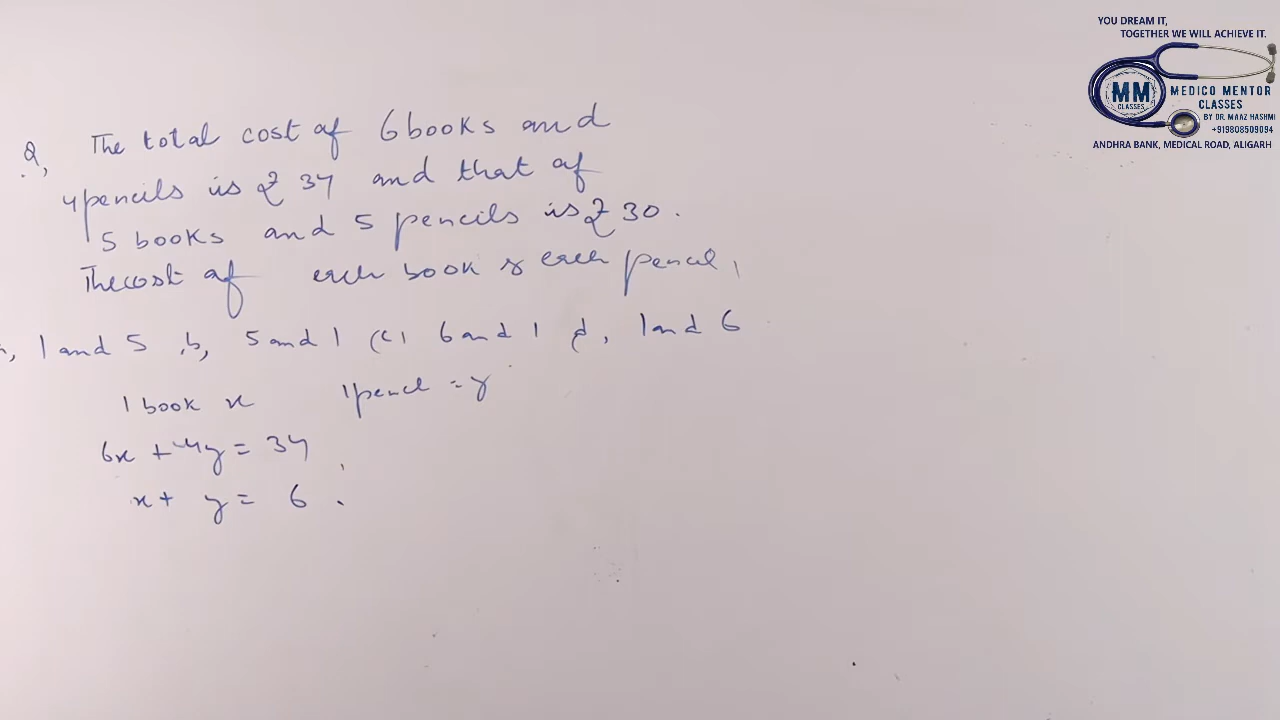 YOU DREAM IT,
TOGETHER WE WILL ACHIEVE IT.
MM
CLASSES
MEDICO MENTOR
CLASSES
BY DR. MAAZ HASHMI
+919808509094
ANDHRA BANK, MEDICAL ROAD, ALIGARH
Q, The total cost of 6 books and
4 pencils is ₹ 34 and that of
5 books and 5 pencils is ₹ 30.
The cost of each book & each pencil,
1 and 5 b, 5 and 1 (c) 6 and 1 d, 1 and 6
1 book x 1 pencil = y
6x + 4y = 34
x + y = 6